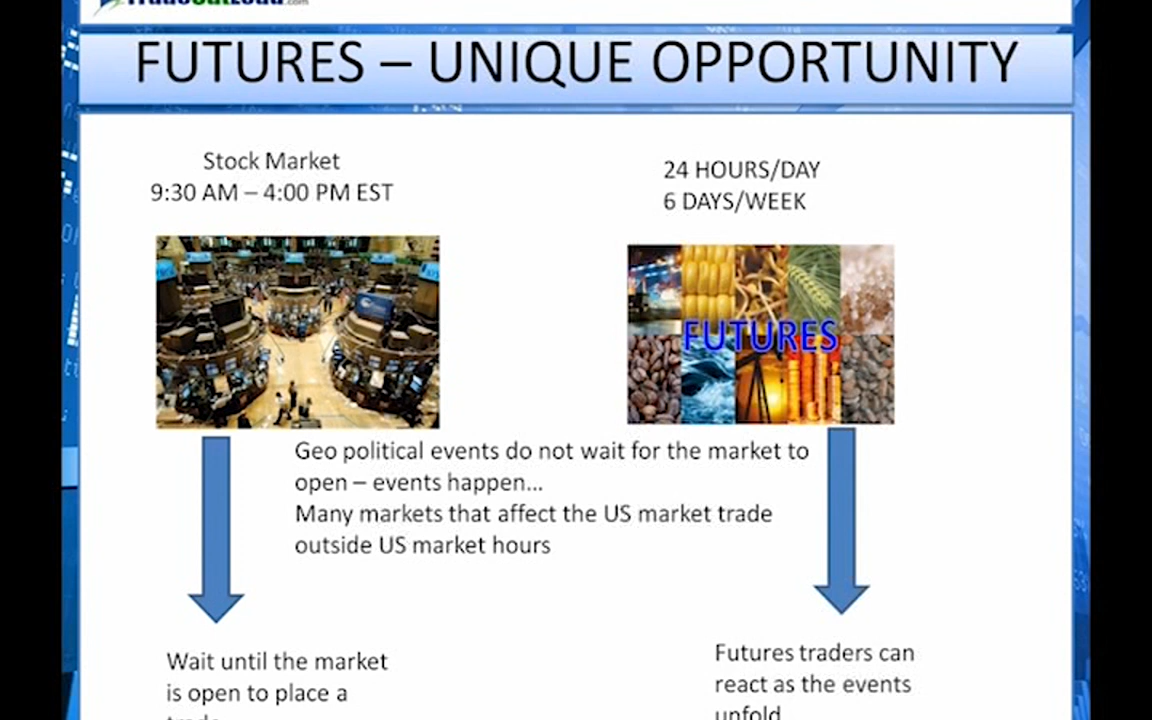 FUTURES – UNIQUE OPPORTUNITY
Stock Market
9:30 AM – 4:00 PM EST
24 HOURS/DAY
6 DAYS/WEEK
FUTURES
Geo political events do not wait for the market to
open – events happen...
Many markets that affect the US market trade
outside US market hours
Wait until the market
is open to place a
Futures traders can
react as the events
unfold